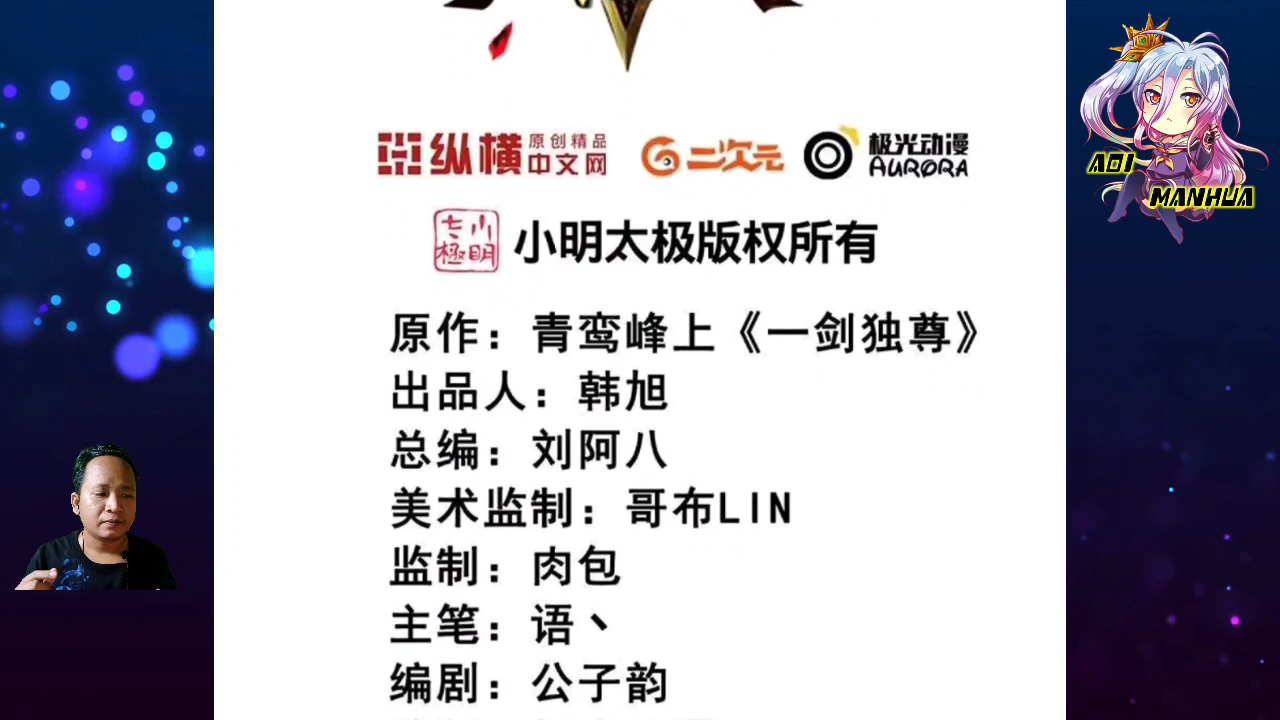 纵横 原创精品 中文网 二次元 极光动漫 AURORA
小明太极 小明太极版权所有
原作：青鸾峰上《一剑独尊》
出品人：韩旭
总编：刘阿八
美术监制：哥布LIN
监制：肉包
主笔：语丶
编剧：公子韵
AOI
MANHUA